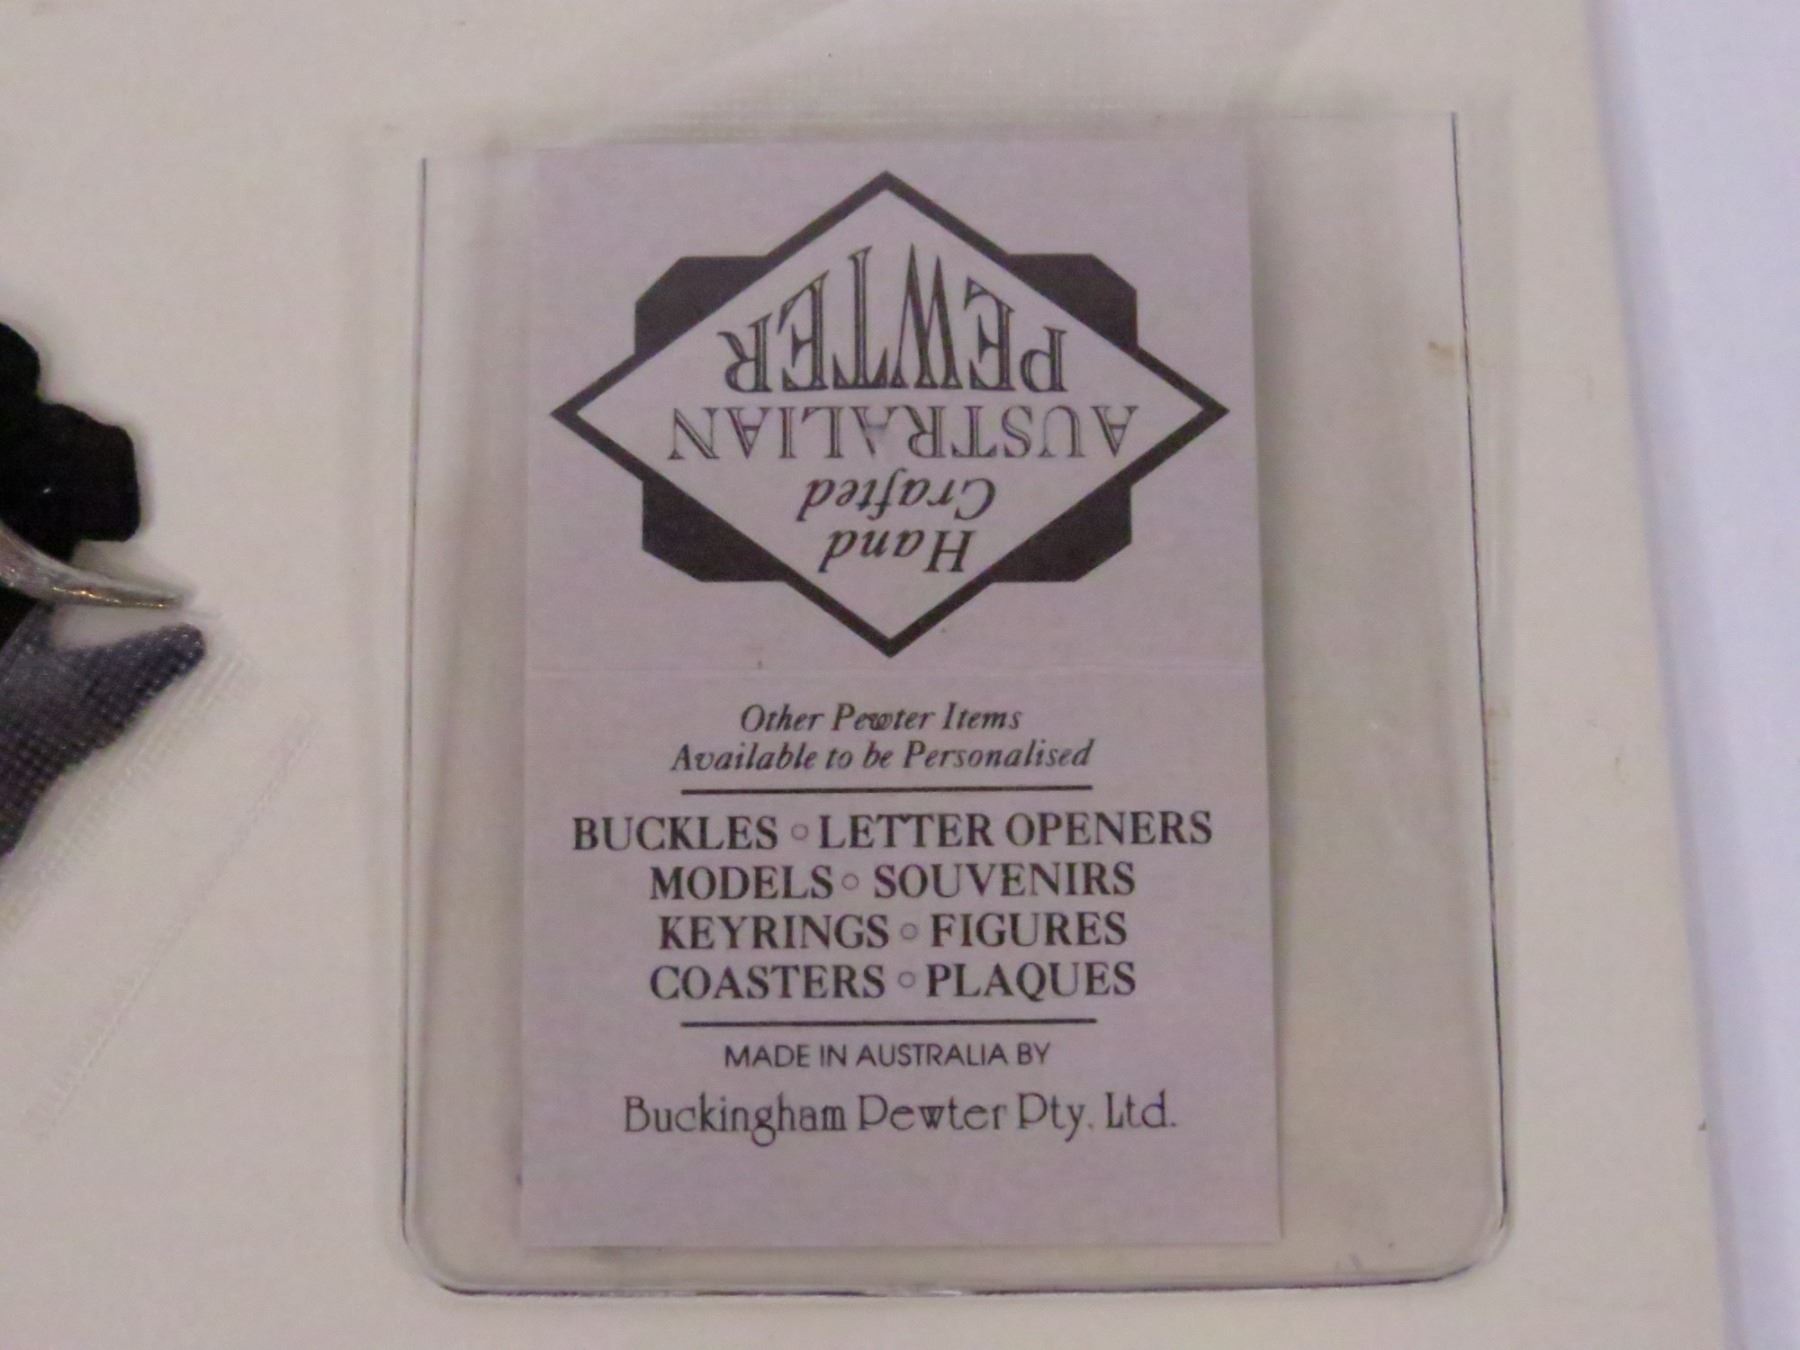 Hand
Crafted
AUSTRALIAN
PEWTER
Other Pewter Items
Available to be Personalised
BUCKLES ○ LETTER OPENERS
MODELS ○ SOUVENIRS
KEYRINGS ○ FIGURES
COASTERS ○ PLAQUES
MADE IN AUSTRALIA BY
Buckingham Pewter Pty. Ltd.